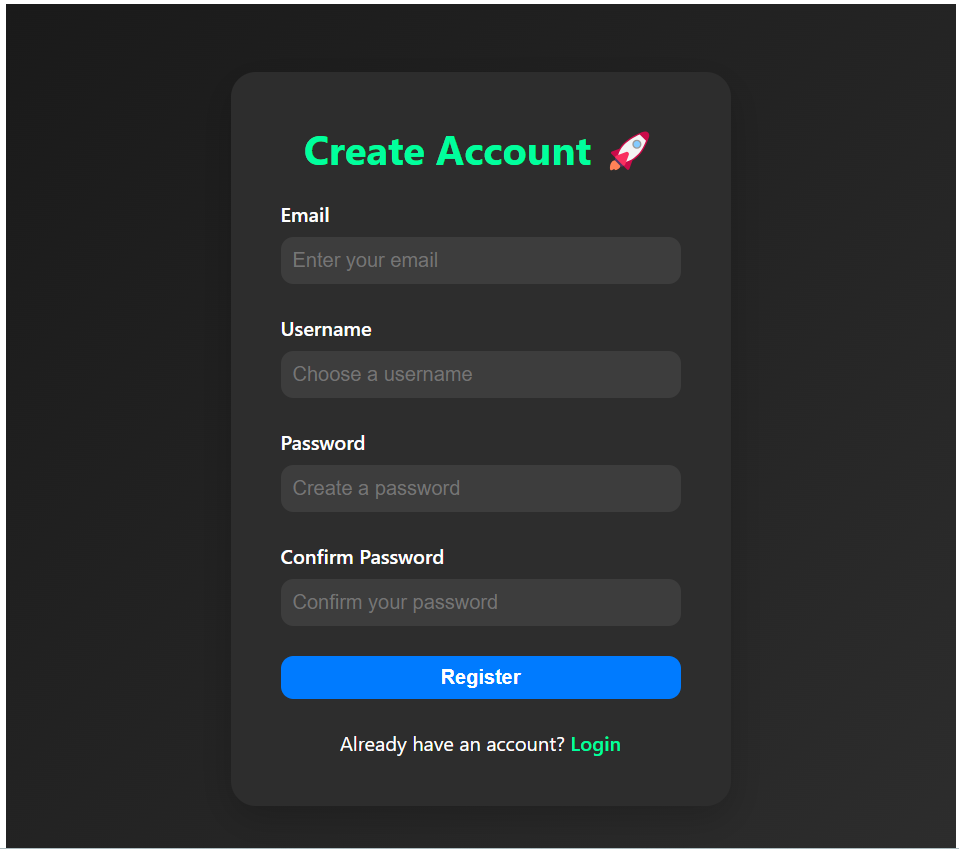 Create Account 🚀
Email
Enter your email
Username
Choose a username
Password
Create a password
Confirm Password
Confirm your password
Register
Already have an account? Login